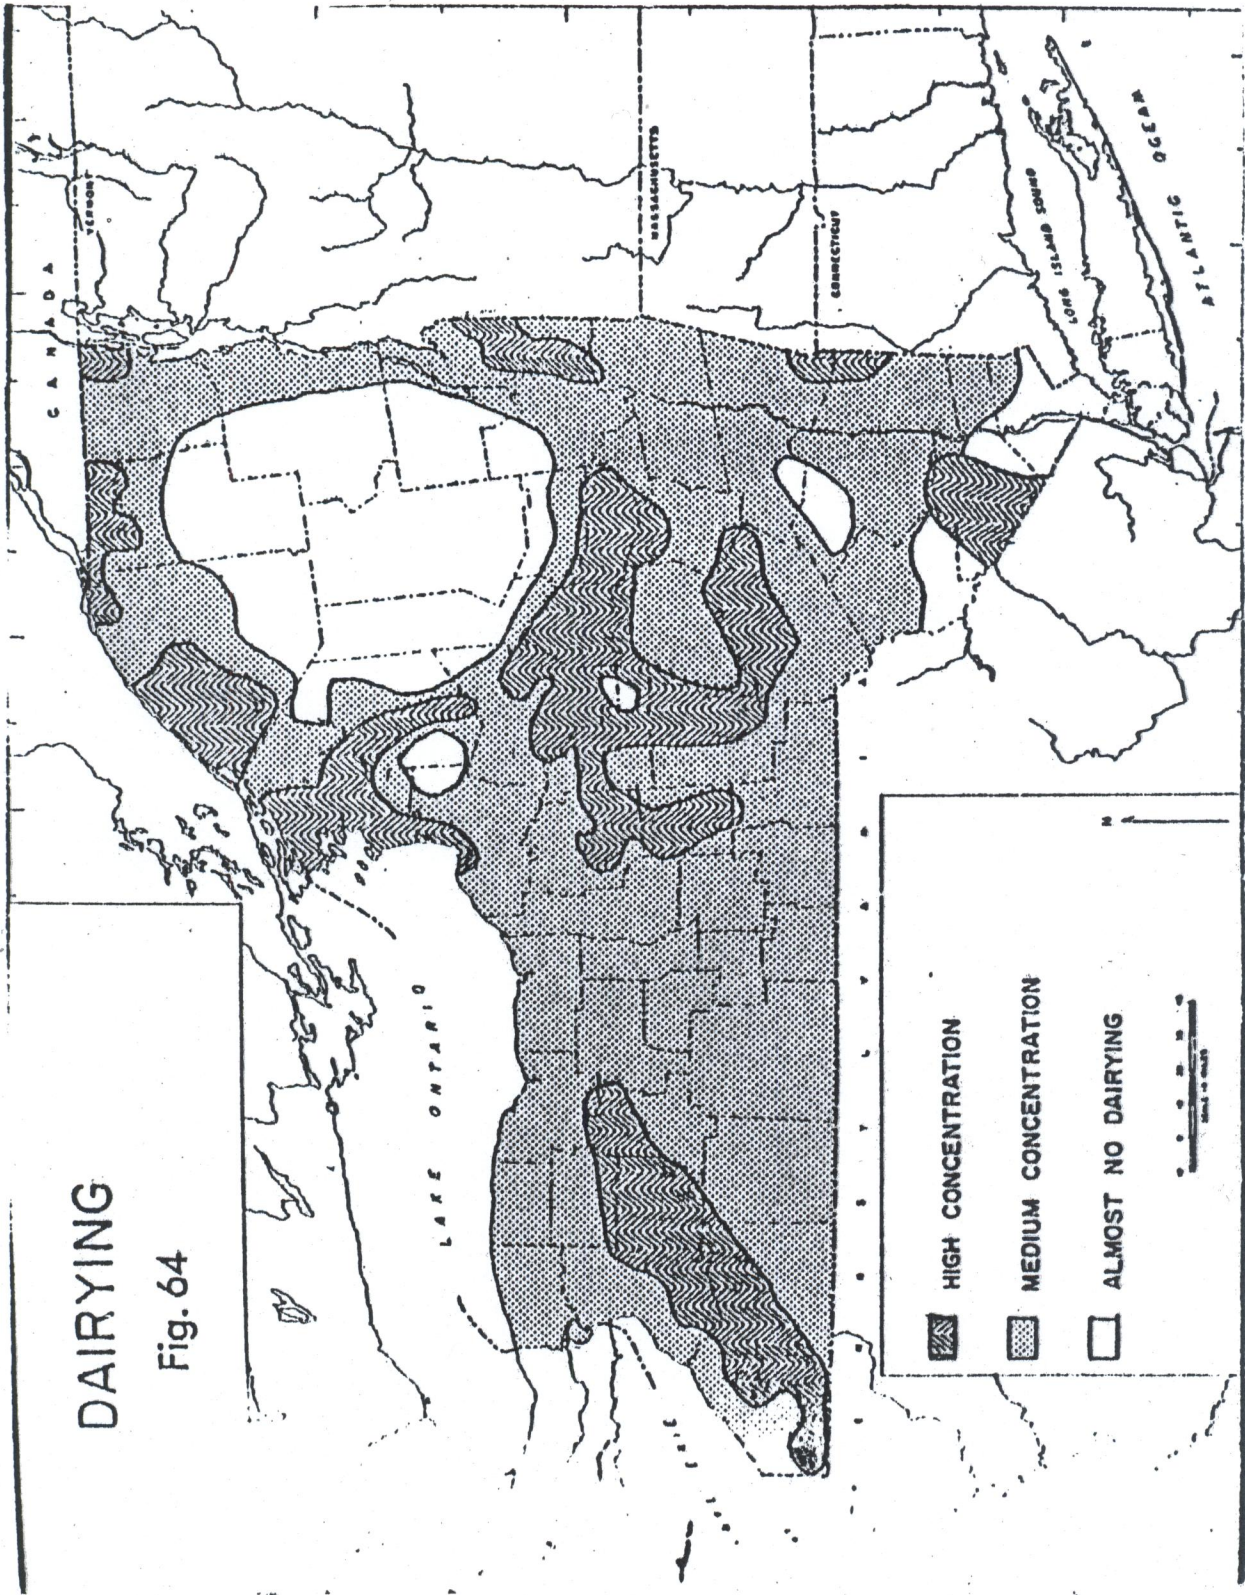 DAIRYING
Fig. 64
CANADA
VERMONT
MASSACHUSETTS
CONNECTICUT
LONG ISLAND SOUND
ATLANTIC OCEAN
LAKE ONTARIO
N
HIGH CONCENTRATION
MEDIUM CONCENTRATION
ALMOST NO DAIRYING